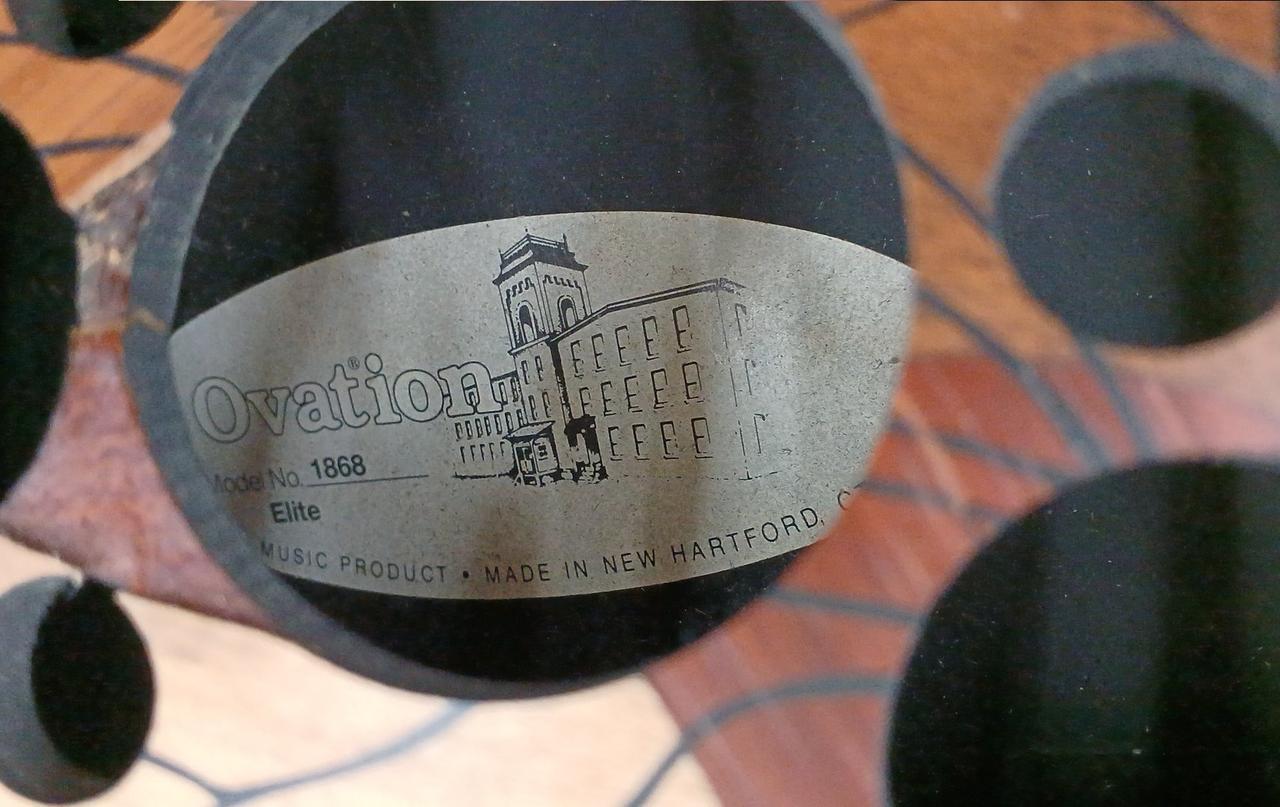 Ovation®
Model No. 1868
Elite
MUSIC PRODUCT • MADE IN NEW HARTFORD,